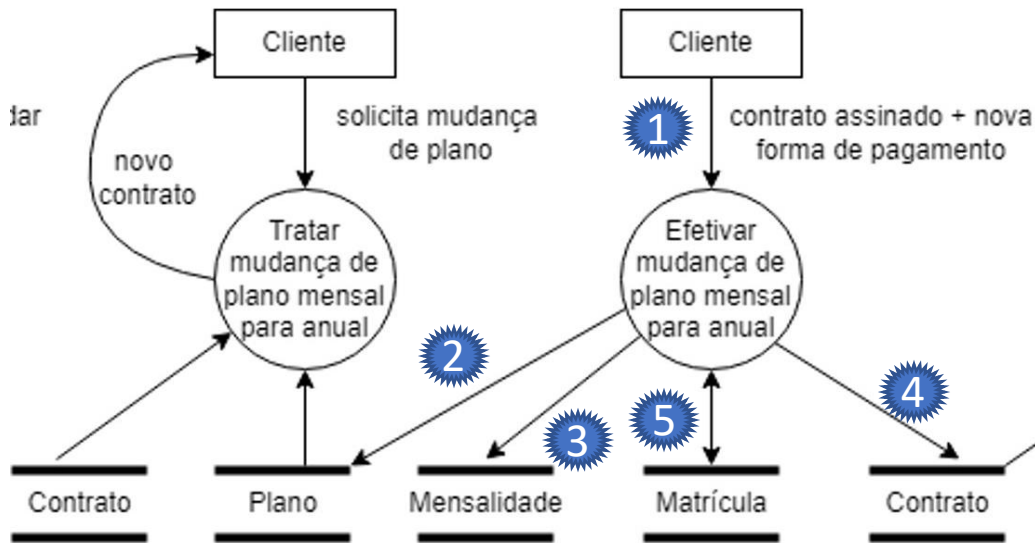 Cliente
Cliente
1
solicita mudança
de plano
contrato assinado + nova
forma de pagamento
dar
novo
contrato
Tratar
mudança de
plano mensal
para anual
Efetivar
mudança de
plano mensal
para anual
2
3
5
4
Contrato
Plano
Mensalidade
Matrícula
Contrato